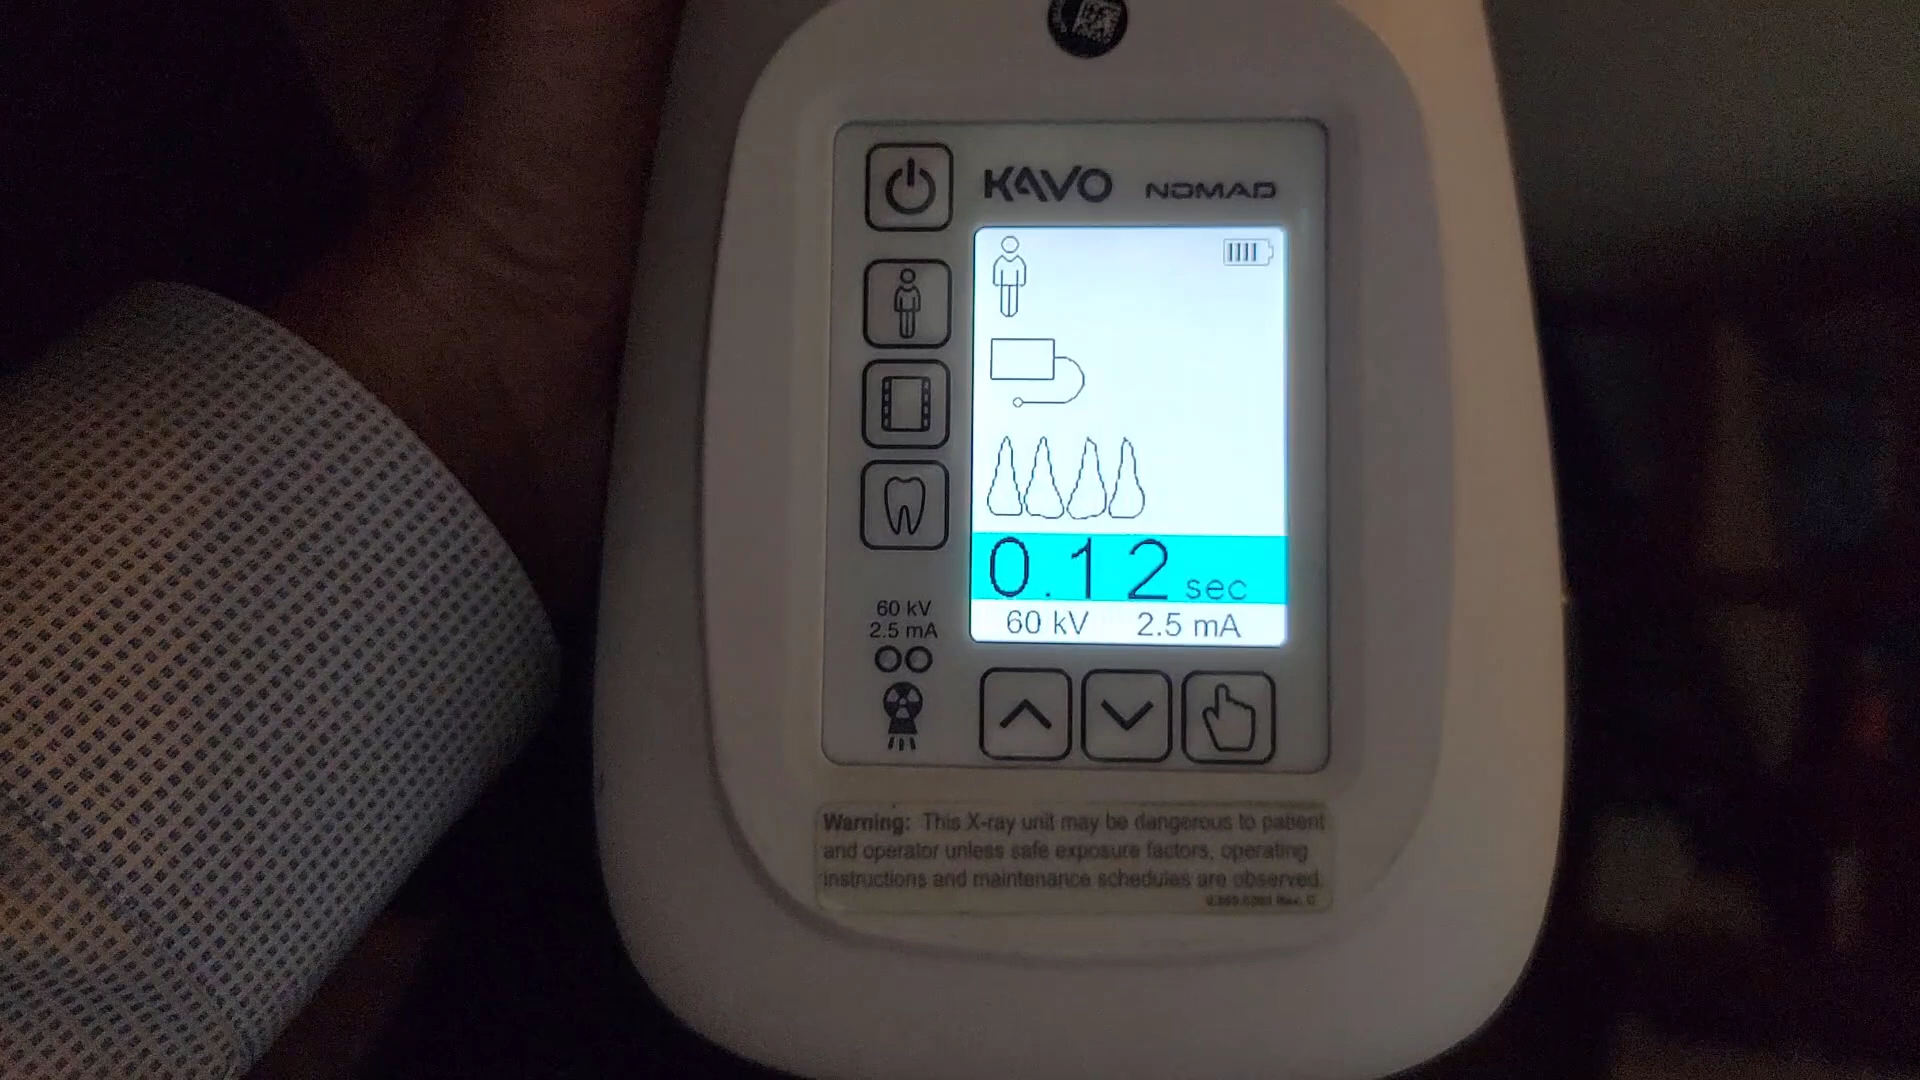 KAVO NOMAD
0.12 sec
60 kV 2.5 mA
60 kV
2.5 mA
Warning: This X-ray unit may be dangerous to patient
and operator unless safe exposure factors, operating
instructions and maintenance schedules are observed.